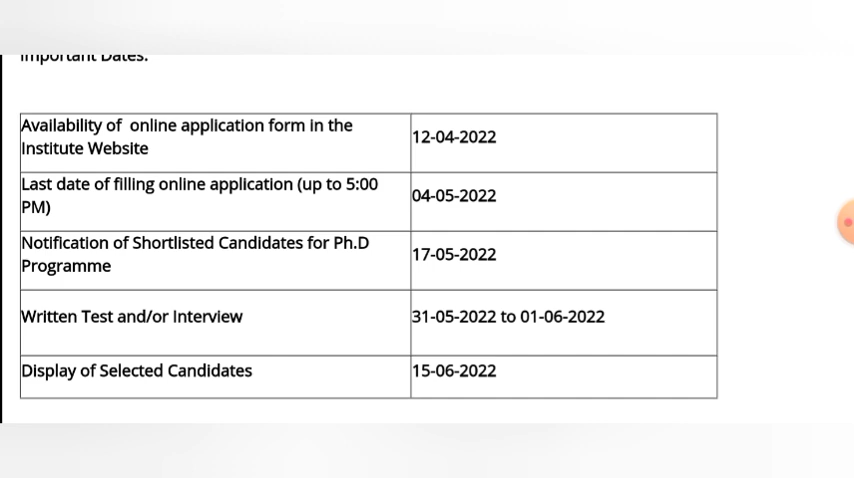 Important Dates:
Availability of online application form in the
Institute Website
12-04-2022
Last date of filling online application (up to 5:00
PM)
04-05-2022
Notification of Shortlisted Candidates for Ph.D
Programme
17-05-2022
Written Test and/or Interview
31-05-2022 to 01-06-2022
Display of Selected Candidates
15-06-2022